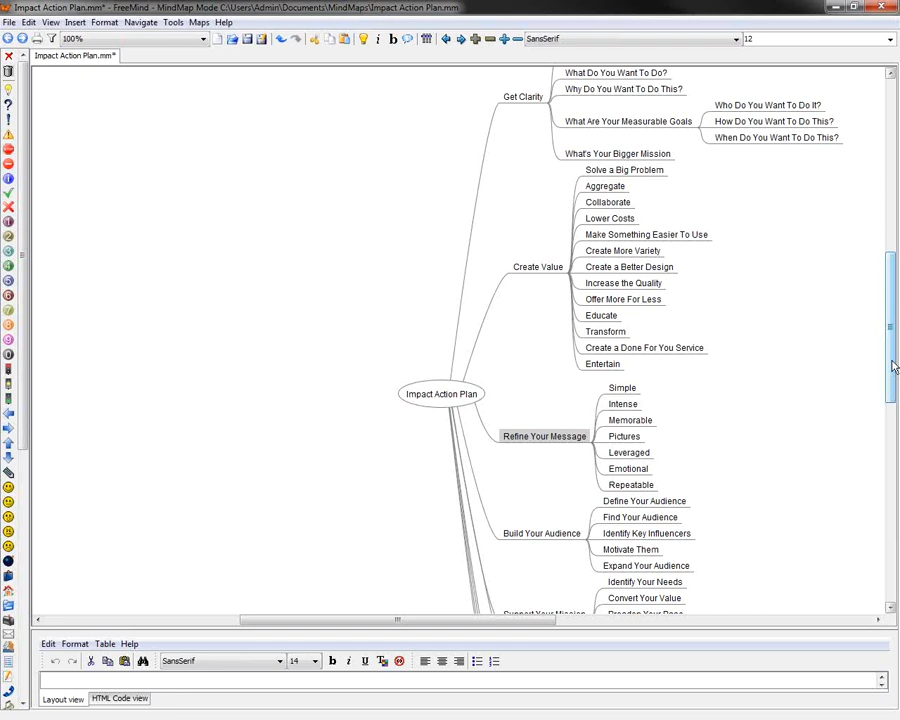 Impact Action Plan.mm* - FreeMind - MindMap Mode C:\Users\Admin\Documents\MindMaps\Impact Action Plan.mm
File Edit View Insert Format Navigate Tools Maps Help
100%
SansSerif
12
Impact Action Plan.mm*
What Do You Want To Do?
Get Clarity
Why Do You Want To Do This?
Who Do You Want To Do It?
What Are Your Measurable Goals
How Do You Want To Do This?
When Do You Want To Do This?
What's Your Bigger Mission
Solve a Big Problem
Aggregate
Collaborate
Lower Costs
Make Something Easier To Use
Create More Variety
Create Value
Create a Better Design
Increase the Quality
Offer More For Less
Educate
Transform
Create a Done For You Service
Entertain
Impact Action Plan
Simple
Intense
Memorable
Refine Your Message
Pictures
Leveraged
Emotional
Repeatable
Define Your Audience
Find Your Audience
Build Your Audience
Identify Key Influencers
Motivate Them
Expand Your Audience
Identify Your Needs
Convert Your Value
Support Your Mission
Edit Format Table Help
SansSerif
14
Layout view
HTML Code view